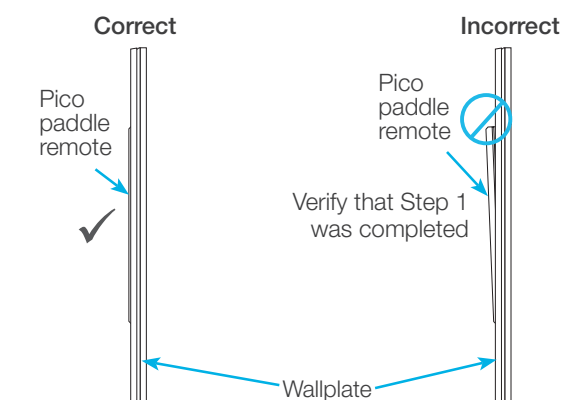 Correct
Incorrect
Pico
paddle
remote
Pico
paddle
remote
Verify that Step 1
was completed
Wallplate